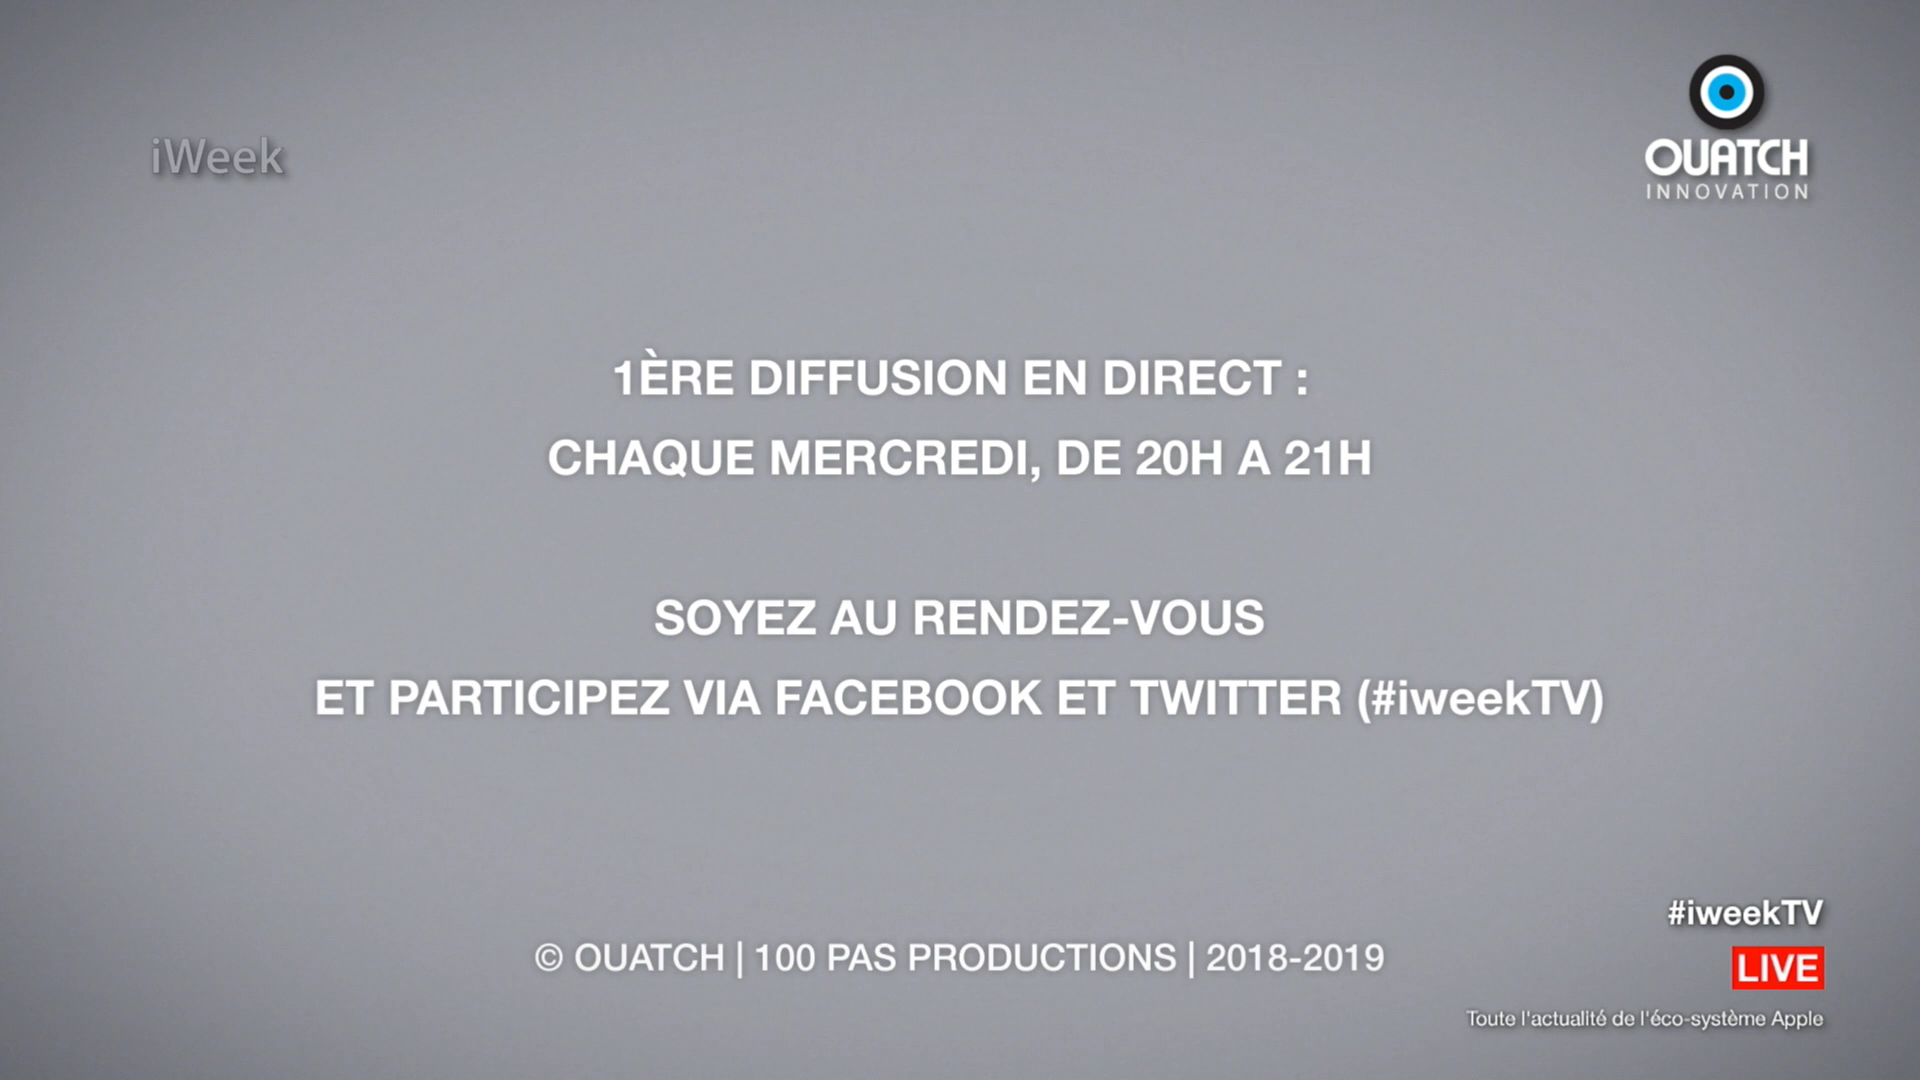 iWeek
OUATCH
INNOVATION
1ÈRE DIFFUSION EN DIRECT :
CHAQUE MERCREDI, DE 20H A 21H
SOYEZ AU RENDEZ-VOUS
ET PARTICIPEZ VIA FACEBOOK ET TWITTER (#iweekTV)
© OUATCH | 100 PAS PRODUCTIONS | 2018-2019
#iweekTV
LIVE
Toute l'actualité de l'éco-système Apple